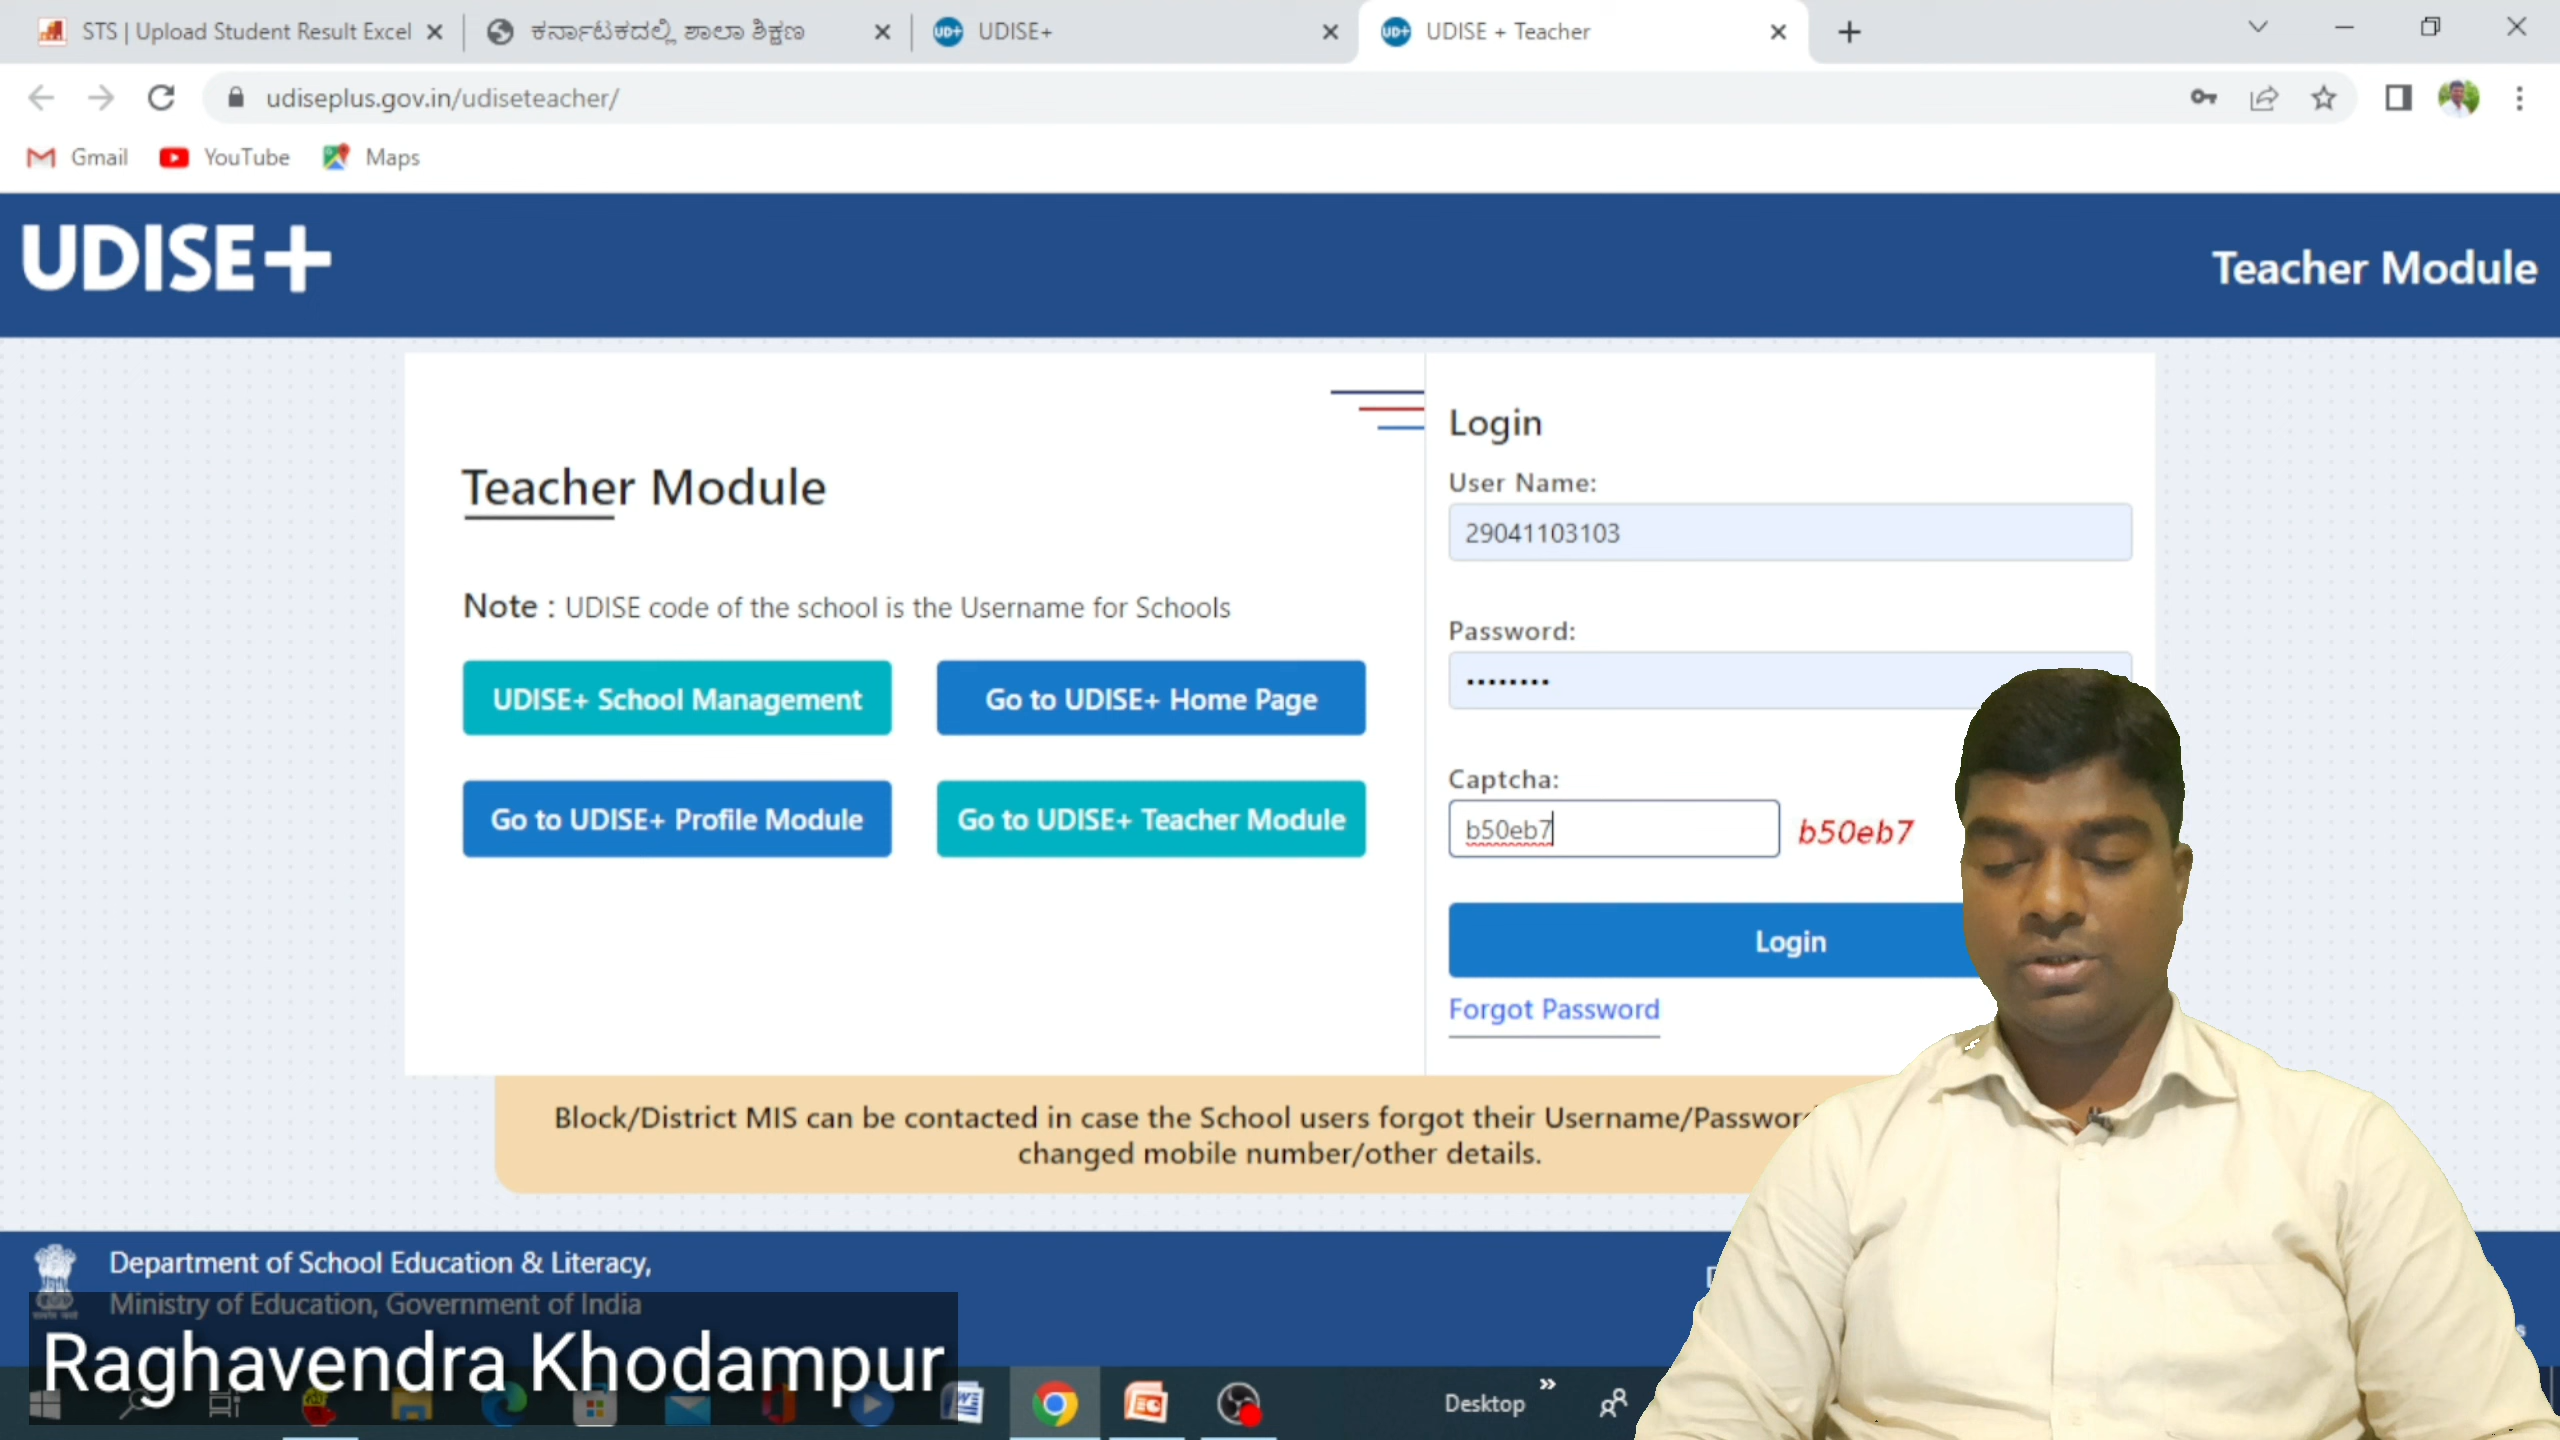 STS | Upload Student Result Excel
ಕರ್ನಾಟಕದಲ್ಲಿ ಶಾಲಾ ಶಿಕ್ಷಣ
UDISE+
UDISE + Teacher
udiseplus.gov.in/udiseteacher/
Gmail
YouTube
Maps
UDISE+
Teacher Module
Teacher Module
Note : UDISE code of the school is the Username for Schools
UDISE+ School Management
Go to UDISE+ Home Page
Go to UDISE+ Profile Module
Go to UDISE+ Teacher Module
Login
User Name:
29041103103
Password:
Captcha:
b50eb7
b50eb7
Login
Forgot Password
Block/District MIS can be contacted in case the School users forgot their Username/Passwor
changed mobile number/other details.
Department of School Education & Literacy,
Ministry of Education, Government of India
Raghavendra Khodampur
Desktop